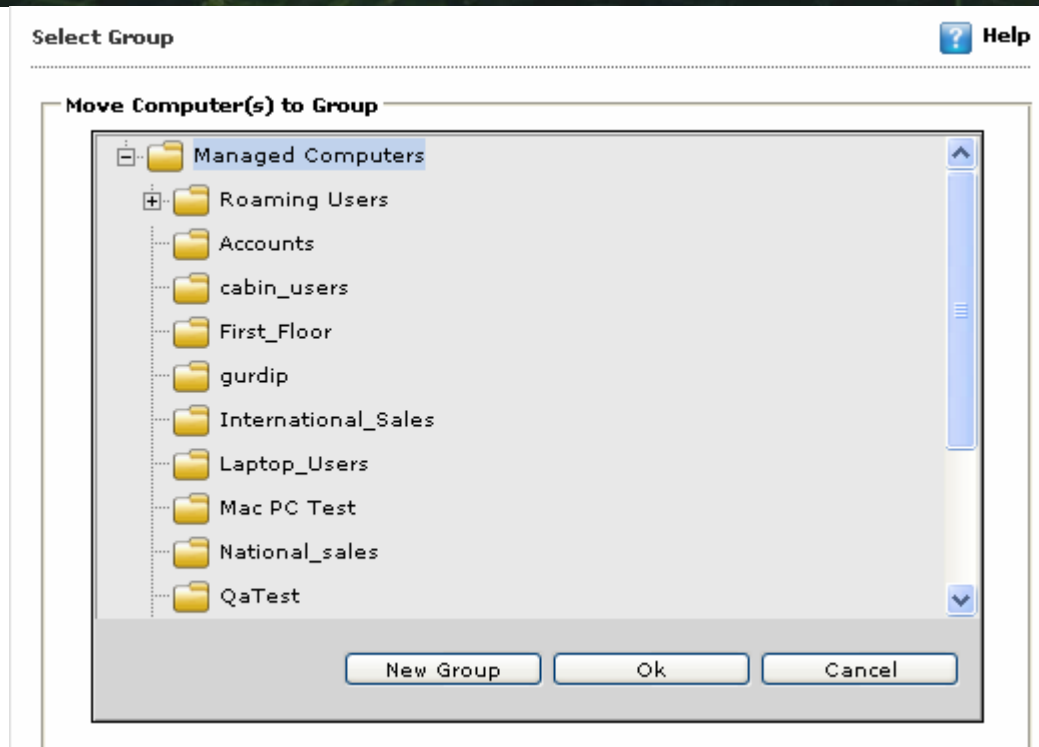 Select Group
? Help
Move Computer(s) to Group
Managed Computers
Roaming Users
Accounts
cabin_users
First_Floor
gurdip
International_Sales
Laptop_Users
Mac PC Test
National_sales
QaTest
New Group Ok Cancel